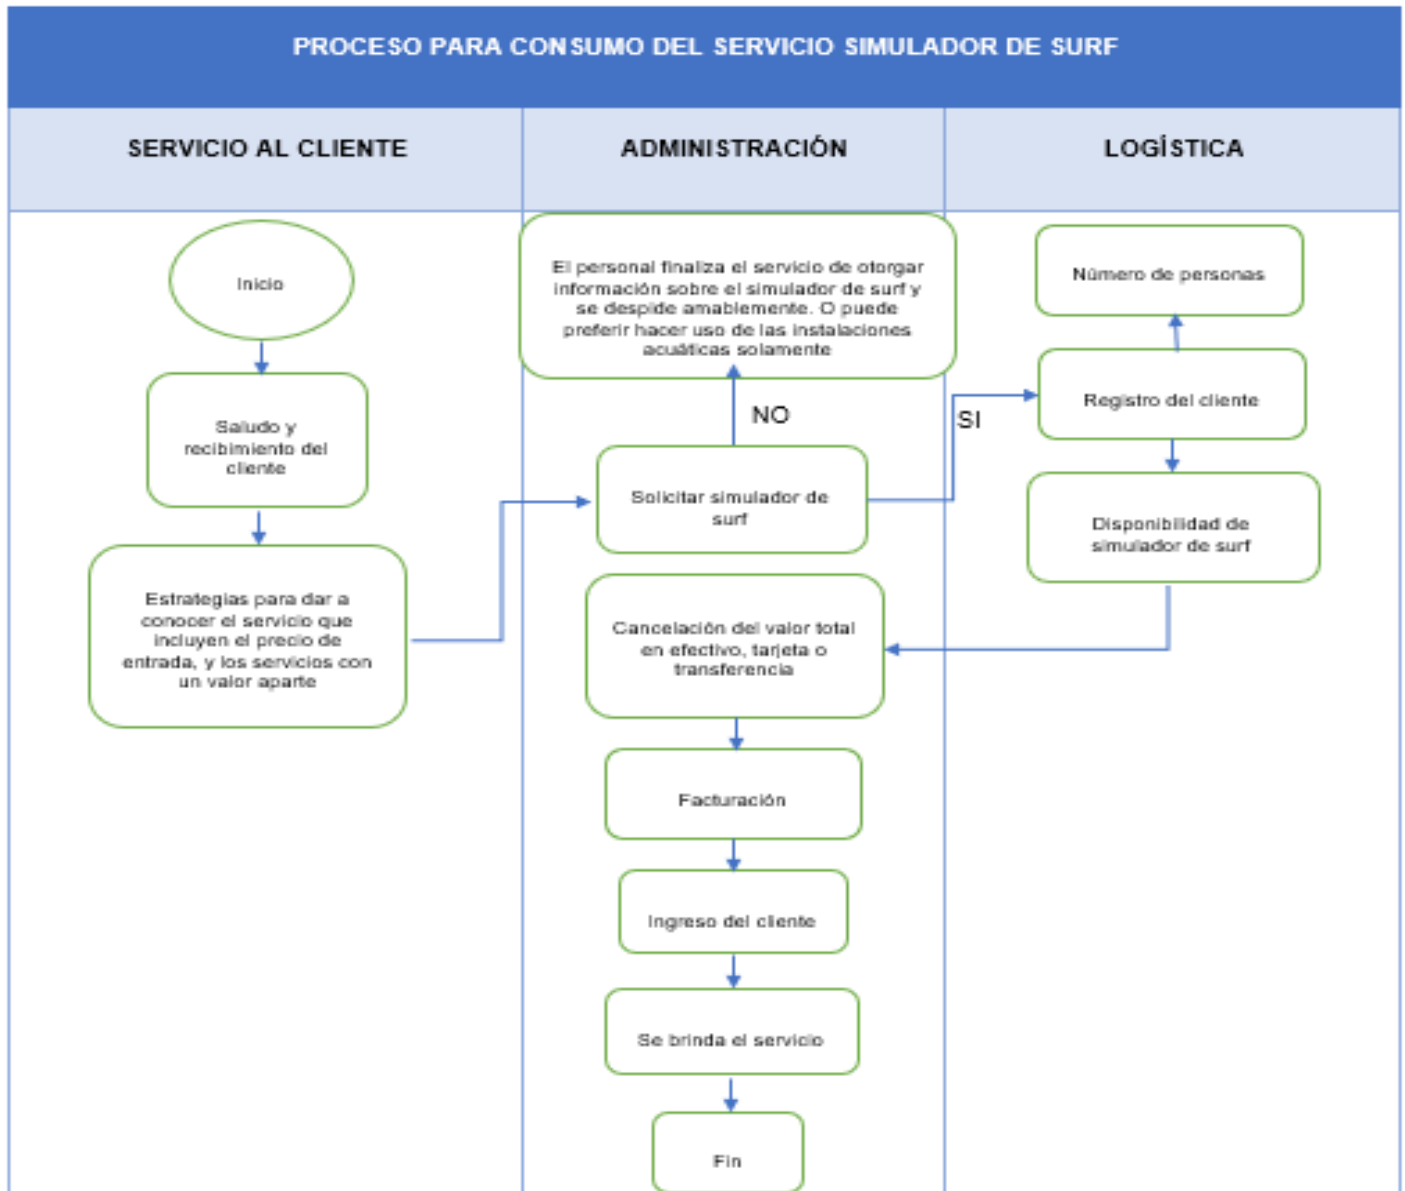 PROCESO PARA CONSUMO DEL SERVICIO SIMULADOR DE SURF
SERVICIO AL CLIENTE
ADMINISTRACIÓN
LOGÍSTICA
Inicio
Saludo y
recibimiento del
cliente
Estrategias para dar a
conocer el servicio que
incluyen el precio de
entrada, y los servicios con
un valor aparte
El personal finaliza el servicio de otorgar
información sobre el simulador de surf y
se despide amablemente. O puede
preferir hacer uso de las instalaciones
acuáticas solamente
NO
Solicitar simulador de
surf
SI
Número de personas
Registro del cliente
Disponibilidad de
simulador de surf
Cancelación del valor total
en efectivo, tarjeta o
transferencia
Facturación
Ingreso del cliente
Se brinda el servicio
Fin